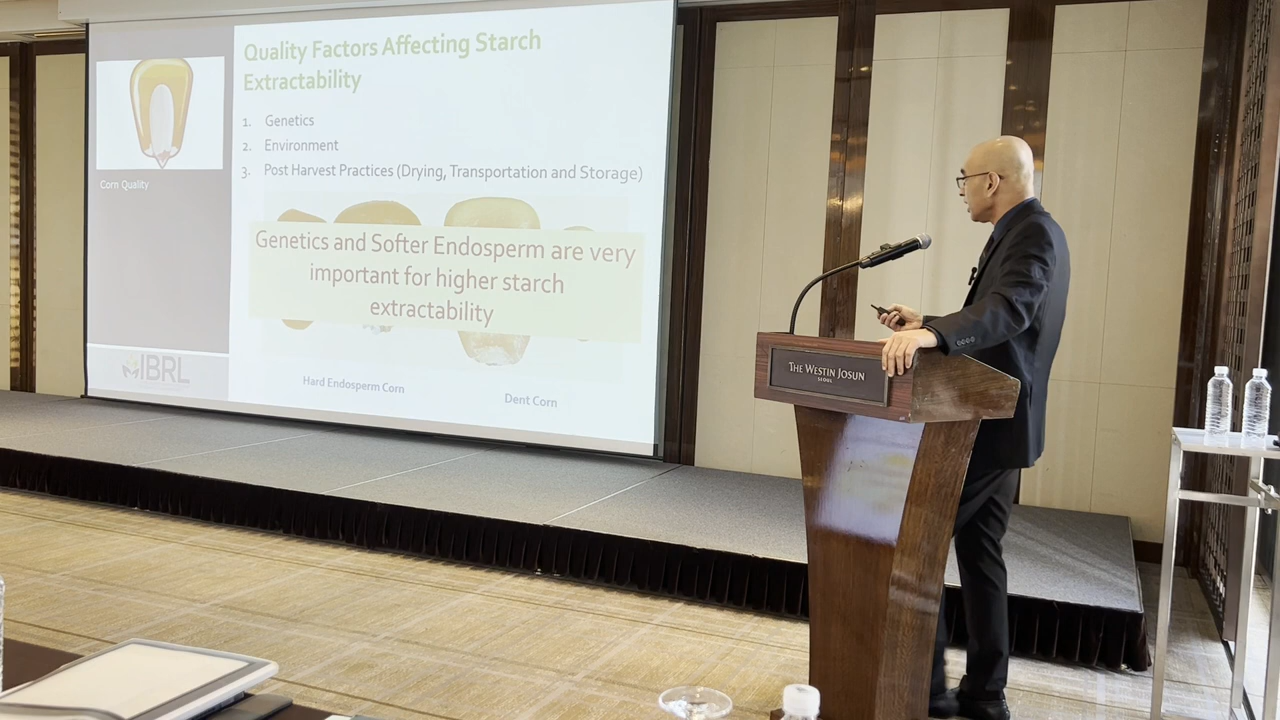 Quality Factors Affecting Starch
Extractability
1. Genetics
2. Environment
3. Post Harvest Practices (Drying, Transportation and Storage)
Corn Quality
Genetics and Softer Endosperm are very
important for higher starch
extractability
Hard Endosperm Corn
Dent Corn
IBRL
THE WESTIN JOSUN
SEOUL